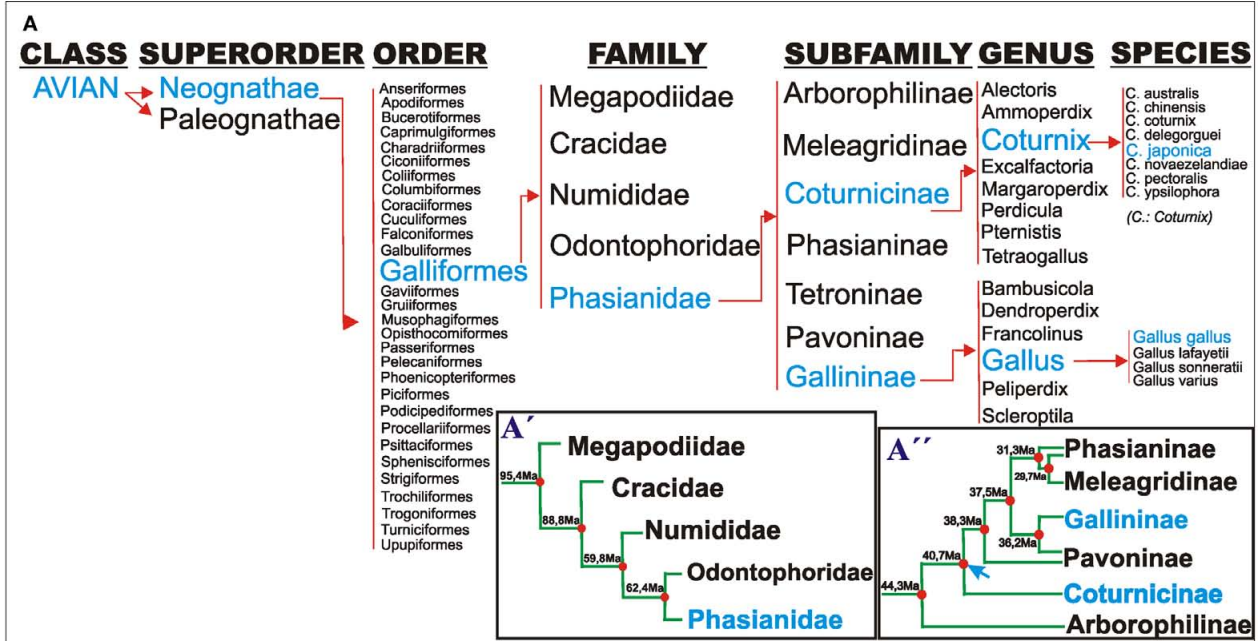 A
CLASS SUPERORDER ORDER FAMILY SUBFAMILY GENUS SPECIES
AVIAN
Neognathae
Paleognathae
Anseriformes
Apodiformes
Bucerotiformes
Caprimulgiformes
Charadriiformes
Ciconiiformes
Coliiformes
Columbiformes
Coraciiformes
Cuculiformes
Falconiformes
Galbuliformes
Galliformes
Gaviiformes
Gruiiformes
Musophagiformes
Opisthocomiformes
Passeriformes
Pelecaniformes
Phoenicopteriformes
Piciformes
Podicipediformes
Procellariiformes
Psittaciformes
Sphenisciformes
Strigiformes
Trochiliformes
Trogoniformes
Turniciformes
Upupiformes
Megapodiidae
Cracidae
Numididae
Odontophoridae
Phasianidae
Arborophilinae
Meleagridinae
Coturnicinae
Phasianinae
Tetroninae
Pavoninae
Gallininae
Alectoris
Ammoperdix
Coturnix
Excalfactoria
Margaroperdix
Perdicula
Pternistis
Tetraogallus
Bambusicola
Dendroperdix
Francolinus
Gallus
Peliperdix
Scleroptila
C. australis
C. chinensis
C. coturnix
C. delegorguei
C. japonica
C. novaezelandiae
C. pectoralis
C. ypsilophora
(C.: Coturnix)
Gallus gallus
Gallus lafayetii
Gallus sonneratii
Gallus varius
A´
Megapodiidae
95,4Ma
Cracidae
88,8Ma
Numididae
59,8Ma
Odontophoridae
62,4Ma
Phasianidae
A´´
Phasianinae
31,3Ma
29,7Ma
Meleagridinae
37,5Ma
Gallininae
38,3Ma
36,2Ma
Pavoninae
40,7Ma
Coturnicinae
44,3Ma
Arborophilinae